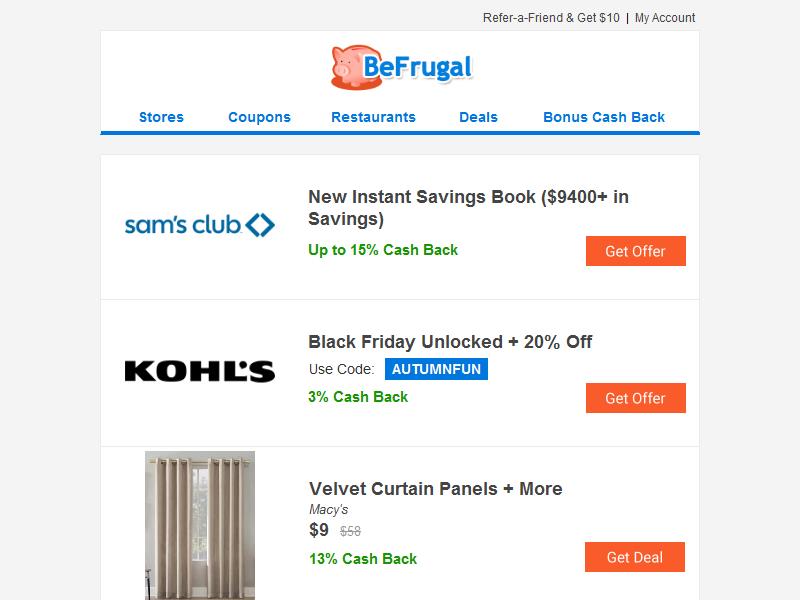 Refer-a-Friend & Get $10 | My Account
BeFrugal
Stores Coupons Restaurants Deals Bonus Cash Back
sam's club
New Instant Savings Book ($9400+ in
Savings)
Up to 15% Cash Back
Get Offer
KOHL'S
Black Friday Unlocked + 20% Off
Use Code: AUTUMNFUN
3% Cash Back
Get Offer
Velvet Curtain Panels + More
Macy's
$9 $58
13% Cash Back
Get Deal